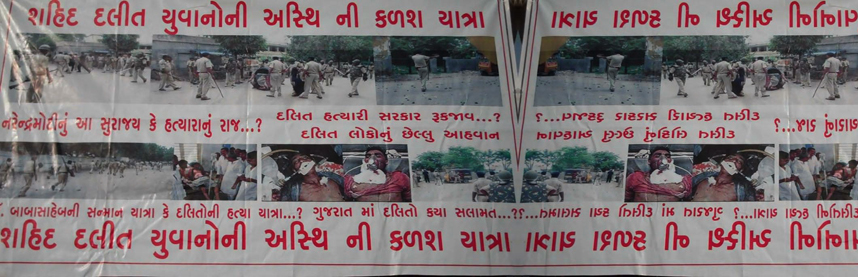 શહિદ દલીત યુવાનોની અસ્થિ ની કળશ યાત્રા
દલિત હત્યારી સરકાર રૂકજાવ...?
નરેન્દ્રમોદીનું આ સુરાજય કે હત્યારાનું રાજ...?
દલિત લોકોનું છેલ્લુ આહવાન
. બાબાસાહેબની સન્માન યાત્રા કે દલિતોની હત્યા યાત્રા...? ગુજરાત માં દલિતો કયા સલામત...?
શહિદ દલીત યુવાનોની અસ્થિ ની કળશ યાત્રા